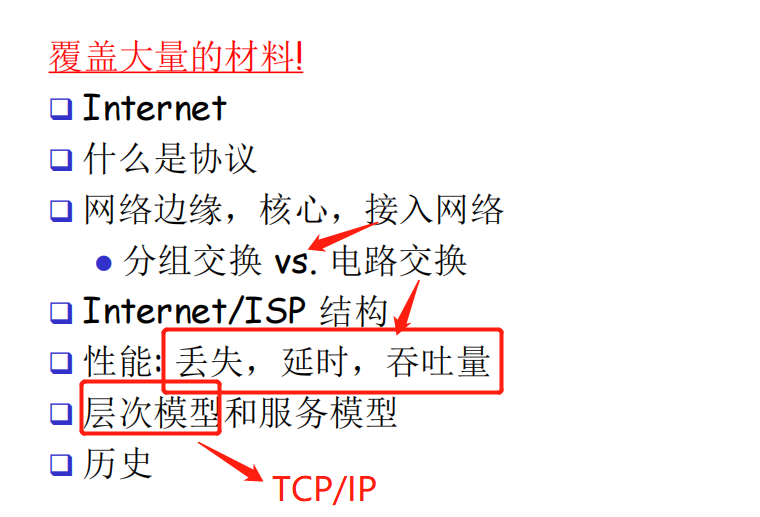 覆盖大量的材料!
Internet
什么是协议
网络边缘，核心，接入网络
分组交换 vs. 电路交换
Internet/ISP 结构
性能: 丢失，延时，吞吐量
层次模型和服务模型
历史
TCP/IP